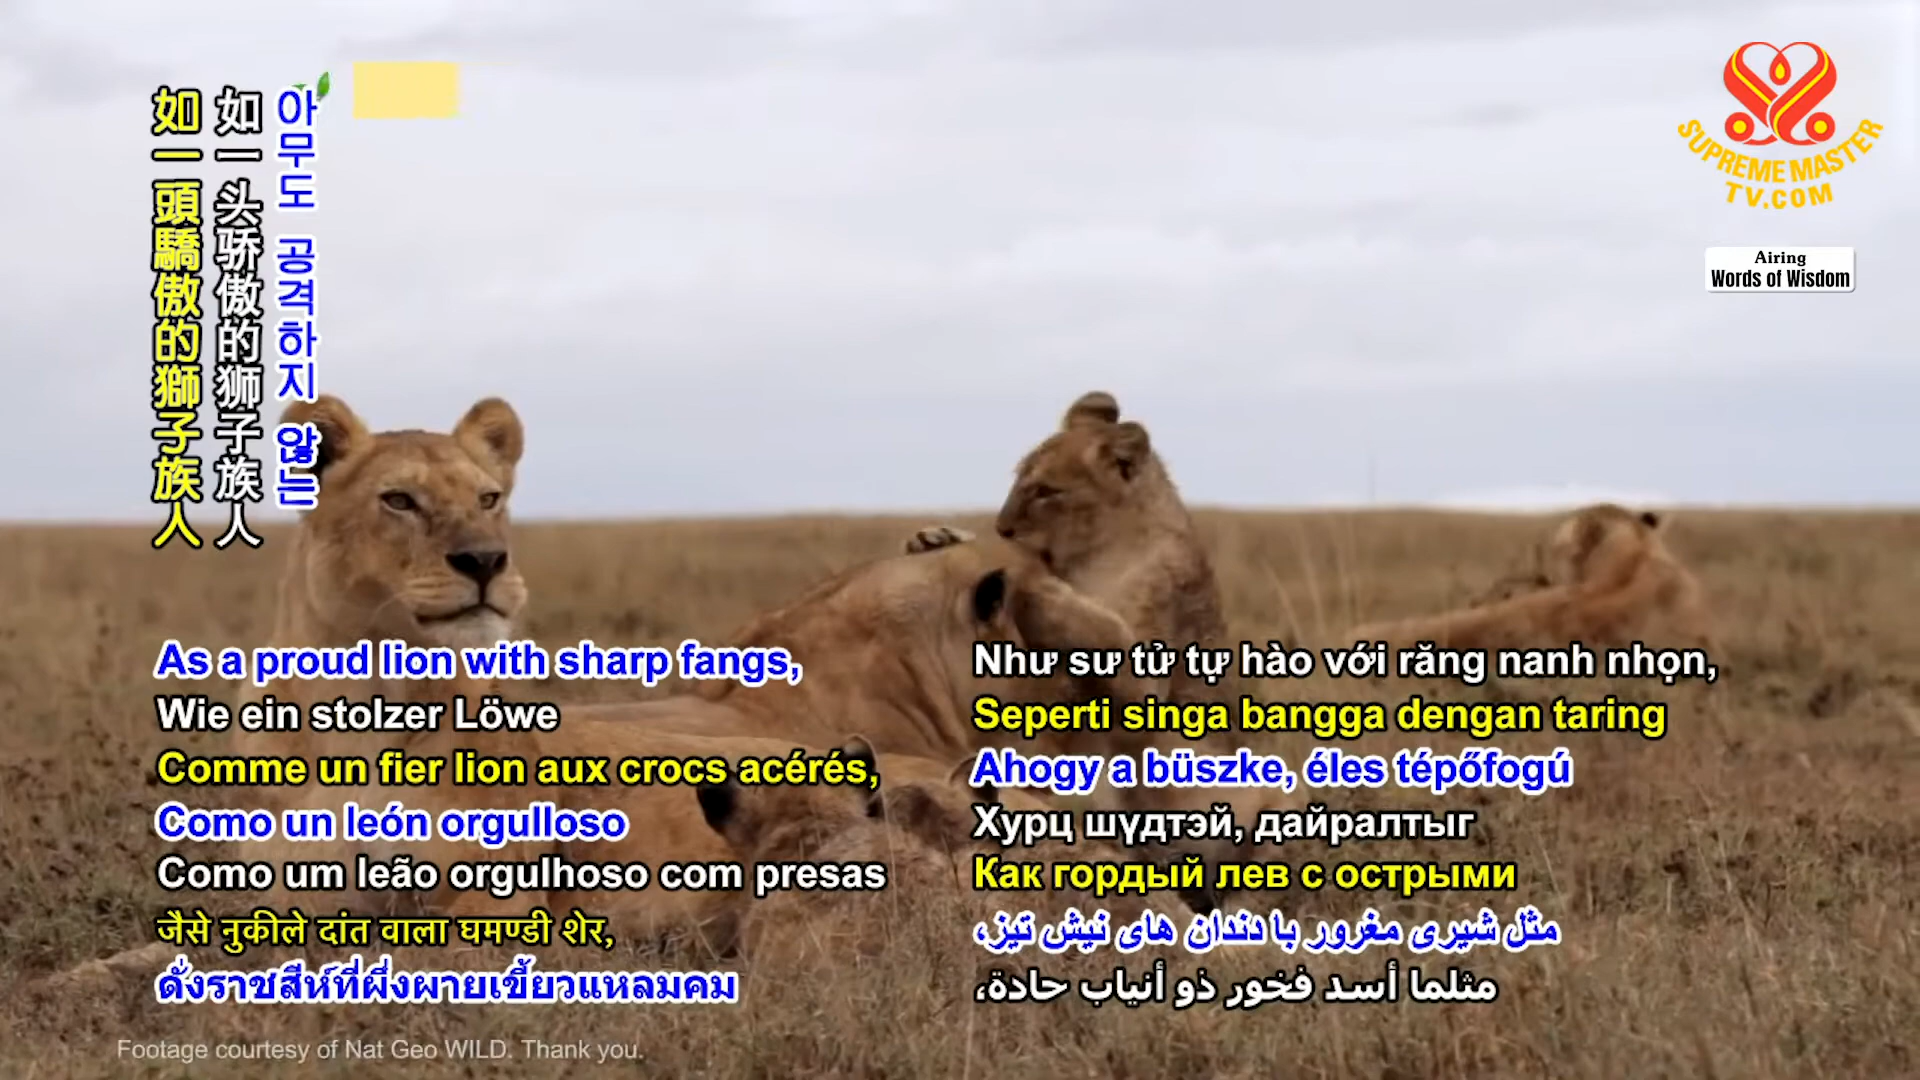 如一頭驕傲的獅子族人
如一头骄傲的狮子族人
아무도 공격하지 않는
SUPREME MASTER
TV.COM
Airing
Words of Wisdom
As a proud lion with sharp fangs,
Wie ein stolzer Löwe
Comme un fier lion aux crocs acérés,
Como un león orgulloso
Como um leão orgulhoso com presas
जैसे नुकीले दांत वाला घमण्डी शेर,
ดั่งราชสีห์ที่ผึ่งผายเขี้ยวแหลมคม
Như sư tử tự hào với răng nanh nhọn,
Seperti singa bangga dengan taring
Ahogy a büszke, éles tépőfogú
Хурц шүдтэй, дайралтыг
Как гордый лев с острыми
مثل شیری مغرور با دندان های نیش تیز،
مثلما أسد فخور ذو أنياب حادة،
Footage courtesy of Nat Geo WILD. Thank you.